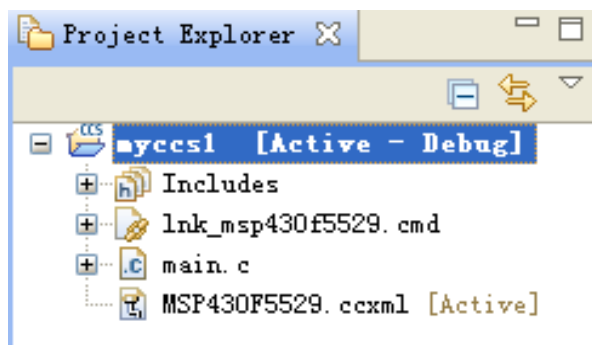 Project Explorer
myccs1 [Active - Debug]
Includes
lnk_msp430f5529.cmd
main.c
MSP430F5529.ccxml [Active]